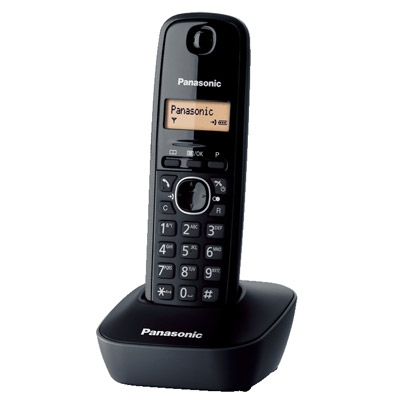 Panasonic
Panasonic
/OK P
C R
1 2ABC 3DEF
4GHI 5JKL 6MNO
7PQRS 8TUV 9WXYZ
* 0 #
Panasonic